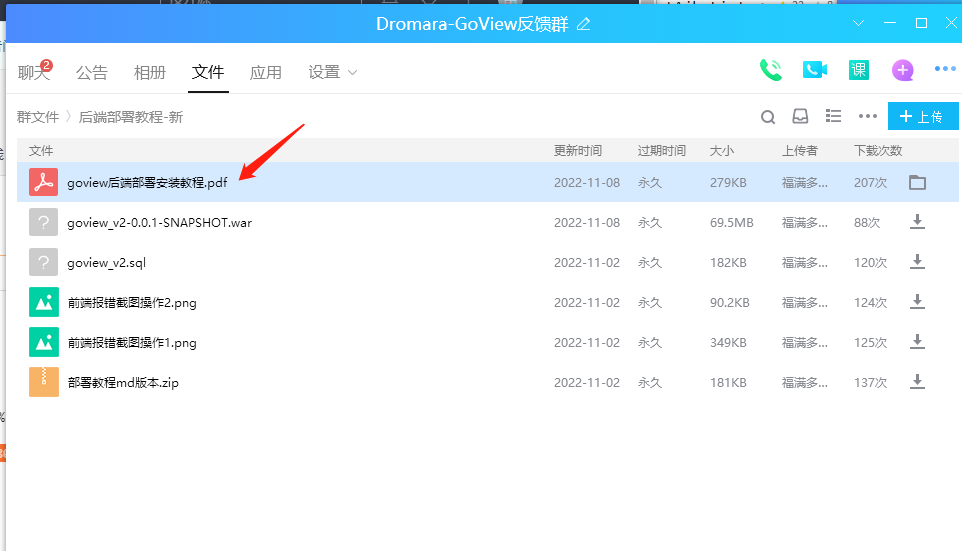 Dromara-GoView反馈群
聊天 2 公告 相册 文件 应用 设置
课
群文件 〉后端部署教程-新
上传
文件 更新时间 过期时间 大小 上传者 下载次数
goview后端部署安装教程.pdf 2022-11-08 永久 279KB 福满多... 207次
goview_v2-0.0.1-SNAPSHOT.war 2022-11-08 永久 69.5MB 福满多... 88次
goview_v2.sql 2022-11-02 永久 182KB 福满多... 120次
前端报错截图操作2.png 2022-11-02 永久 90.2KB 福满多... 124次
前端报错截图操作1.png 2022-11-02 永久 349KB 福满多... 125次
部署教程md版本.zip 2022-11-02 永久 181KB 福满多... 137次